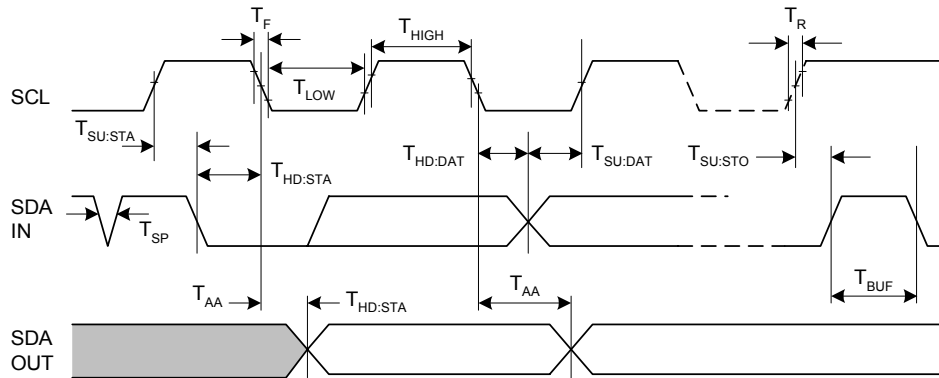 T_F
T_HIGH
T_R
SCL
T_LOW
T_SU:STA
T_HD:DAT
T_SU:DAT
T_SU:STO
T_HD:STA
SDA
IN
T_SP
T_AA
T_HD:STA
T_AA
T_BUF
SDA
OUT